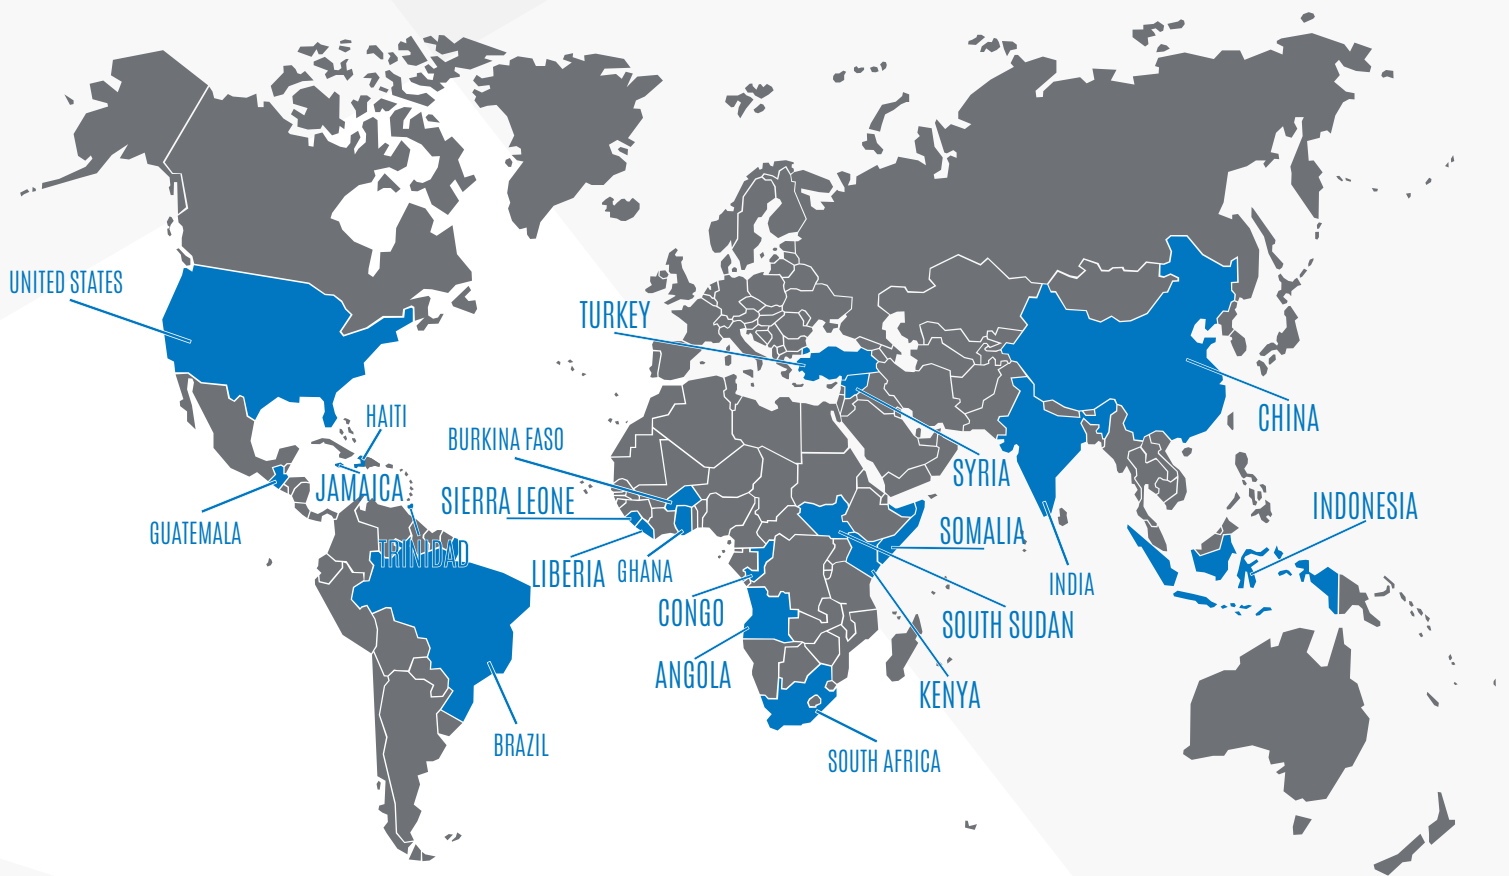 UNITED STATES
TURKEY
HAITI
BURKINA FASO
CHINA
SYRIA
JAMAICA
SIERRA LEONE
INDONESIA
GUATEMALA
SOMALIA
TRINIDAD
LIBERIA
GHANA
INDIA
CONGO
SOUTH SUDAN
ANGOLA
KENYA
BRAZIL
SOUTH AFRICA